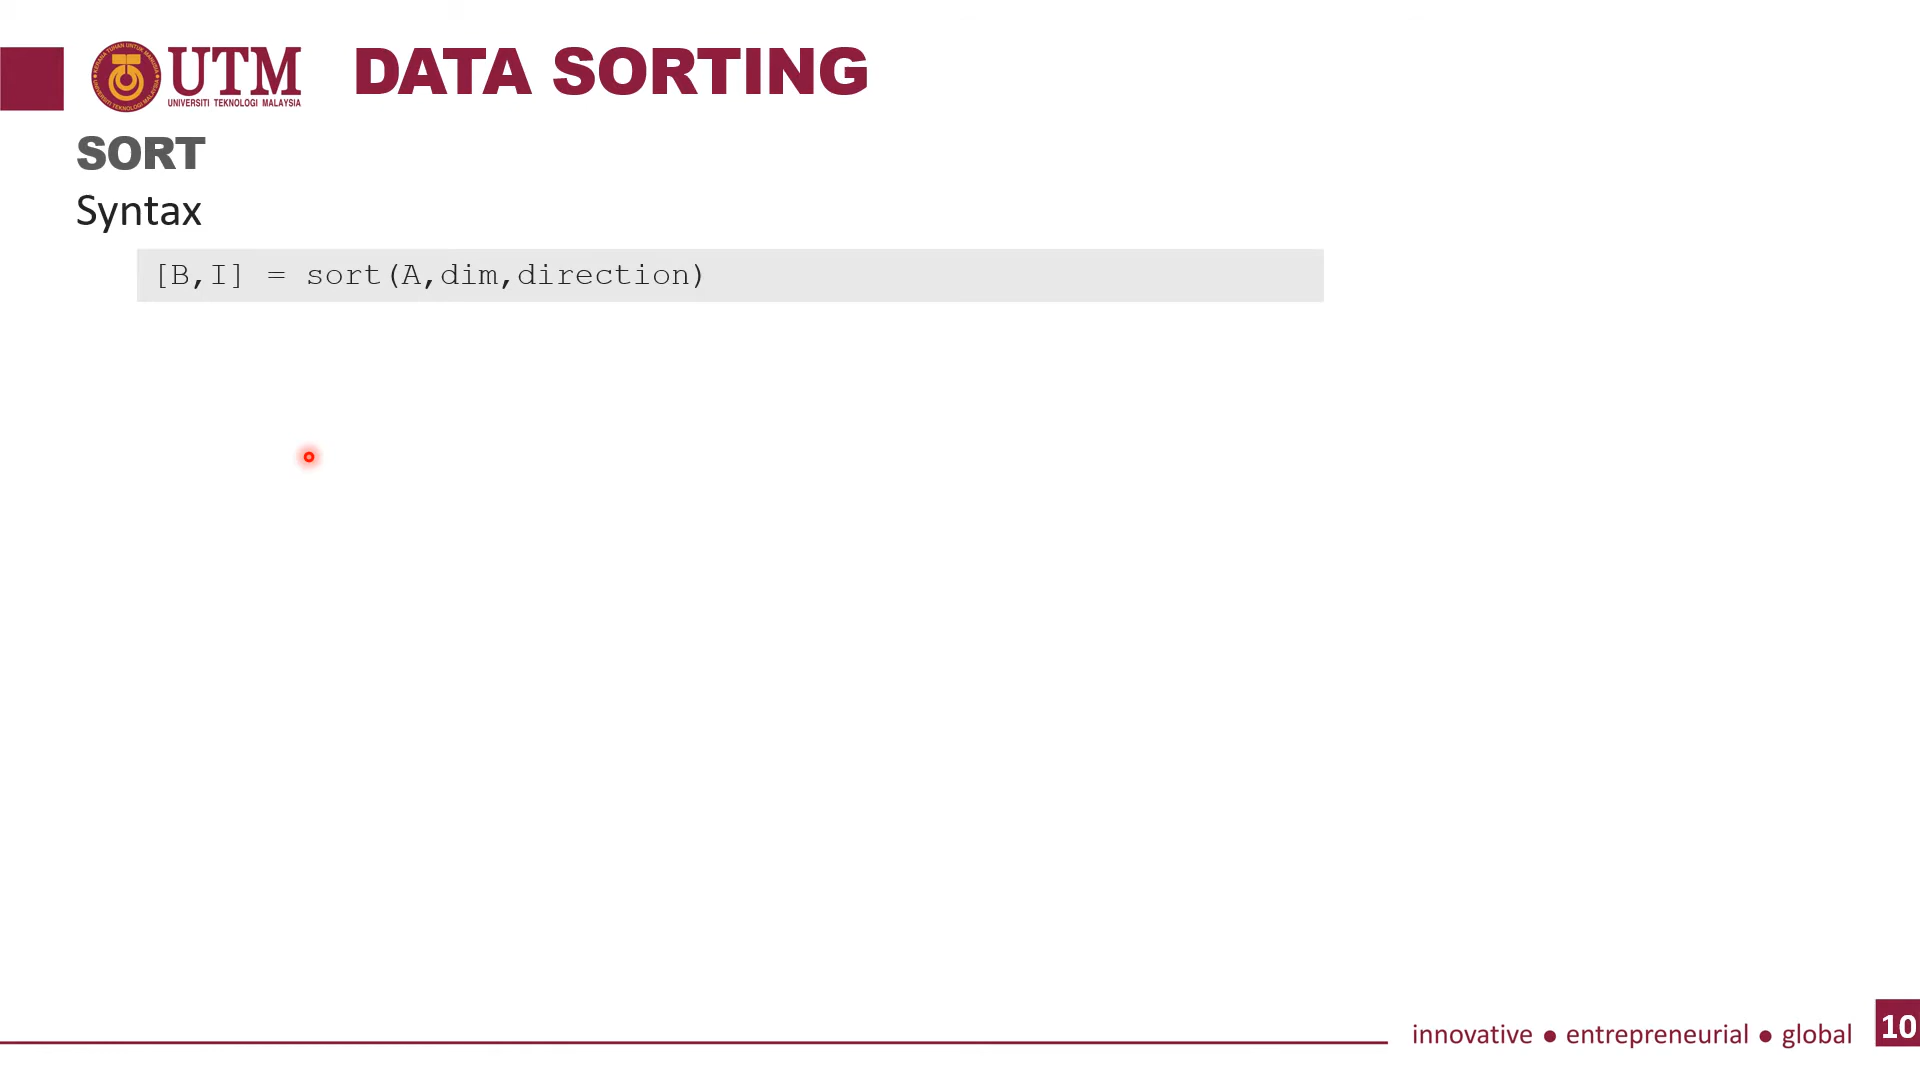 UTM
UNIVERSITI TEKNOLOGI MALAYSIA
DATA SORTING
SORT
Syntax
[B,I] = sort(A,dim,direction)
innovative ● entrepreneurial ● global
10